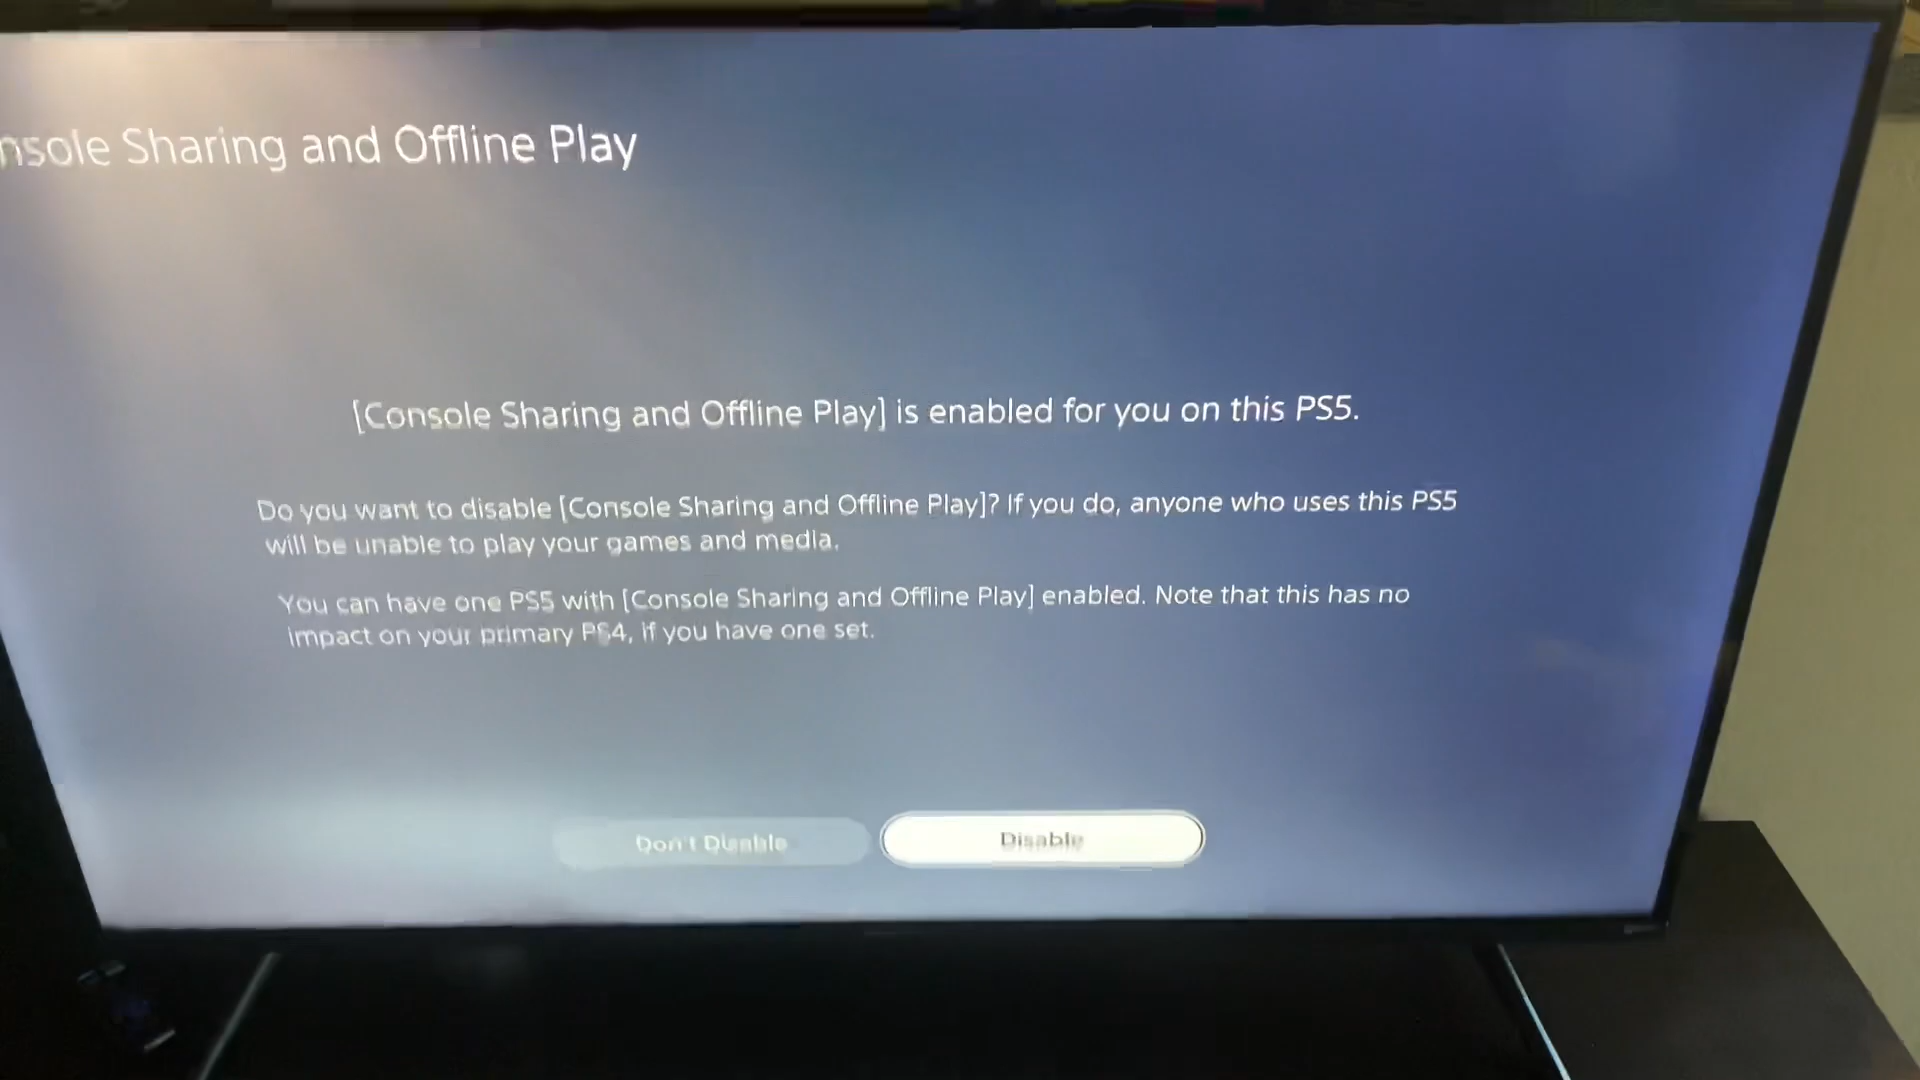 nsole Sharing and Offline Play
[Console Sharing and Offline Play] is enabled for you on this PS5.
Do you want to disable [Console Sharing and Offline Play]? If you do, anyone who uses this PS5
will be unable to play your games and media.
You can have one PS5 with [Console Sharing and Offline Play] enabled. Note that this has no
impact on your primary PS4, if you have one set.
Don't Disable
Disable